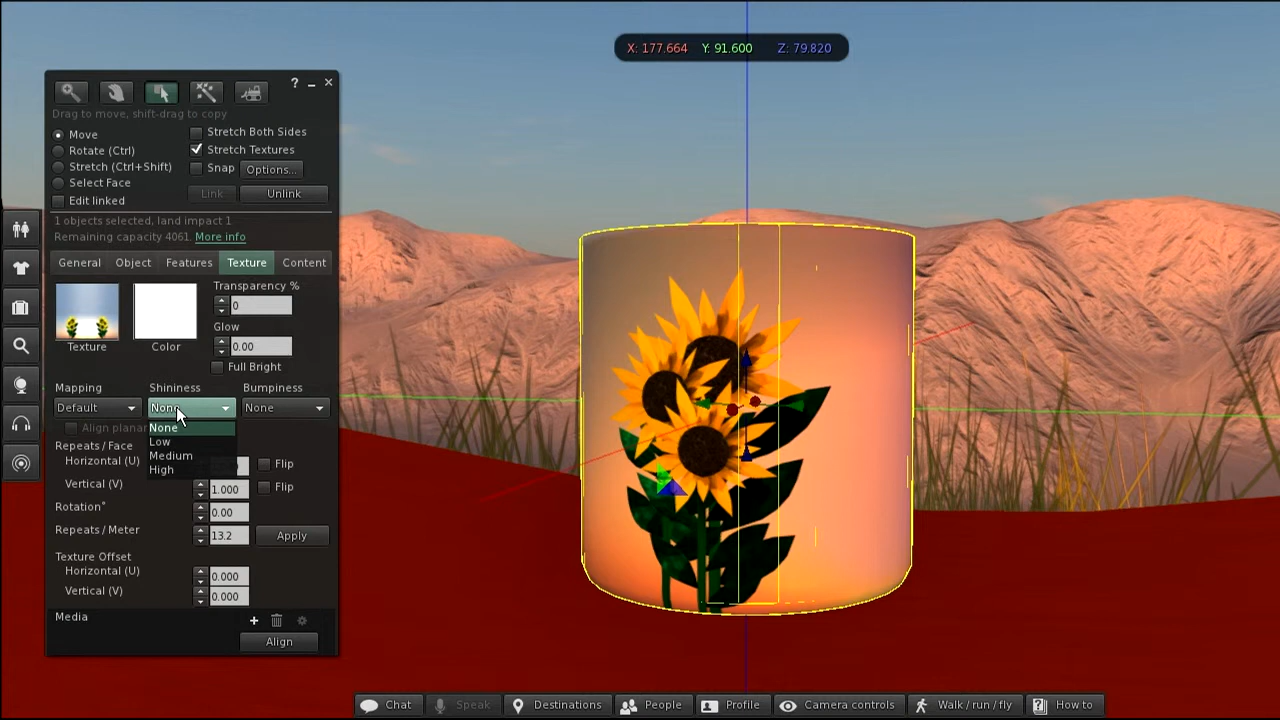 X: 177.664 Y: 91.600 Z: 79.820
?
Drag to move, shift-drag to copy
Move
Rotate (Ctrl)
Stretch (Ctrl+Shift)
Select Face
Edit linked
Stretch Both Sides
Stretch Textures
Snap Options...
Link Unlink
1 objects selected, land impact 1
Remaining capacity 4061. More info
General Object Features Texture Content
Texture
Color
Transparency %
0
Glow
0.00
Full Bright
Mapping Shininess Bumpiness
Default None None
None
Low
Medium
High
Align planar
Repeats / Face
Horizontal (U) Flip
Vertical (V) 1.000 Flip
Rotation° 0.00
Repeats / Meter 13.2 Apply
Texture Offset
Horizontal (U) 0.000
Vertical (V) 0.000
Media
Align
Chat Speak Destinations People Profile Camera controls Walk / run / fly How to